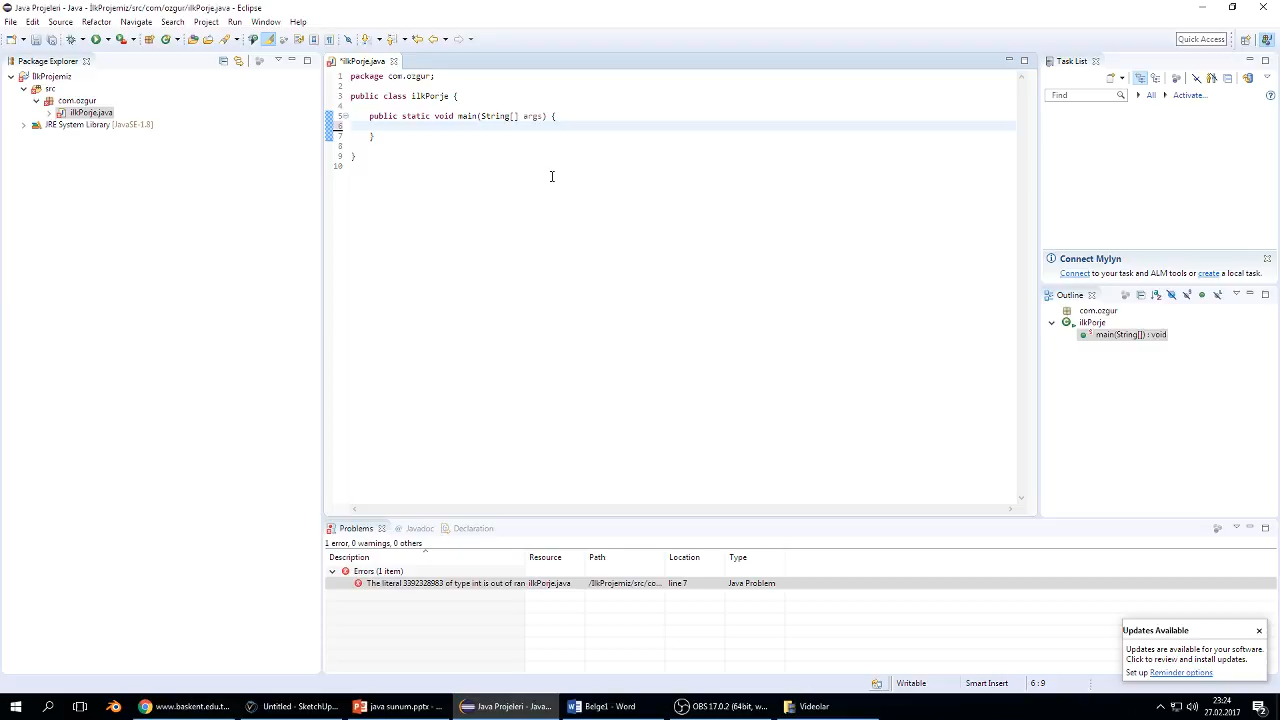 Java Projeleri - Java - İlkProjemiz/src/com/ozgur/ilkPorje.java - Eclipse
File Edit Source Refactor Navigate Search Project Run Window Help
Quick Access
Package Explorer
İlkProjemiz
src
com.ozgur
ilkPorje.java
JRE System Library [JavaSE-1.8]
*ilkPorje.java
1 package com.ozgur;
2
3 public class ilkPorje {
4
5 public static void main(String[] args) {
6
7 }
8
9 }
10
Task List
Find All Activate...
Connect Mylyn
Connect to your task and ALM tools or create a local task.
Outline
com.ozgur
ilkPorje
main(String[]) : void
Problems Javadoc Declaration
1 error, 0 warnings, 0 others
Description Resource Path Location Type
Errors (1 item)
The literal 3392328983 of type int is out of ran ilkPorje.java /İlkProjemiz/src/co... line 7 Java Problem
Updates Available
Updates are available for your software.
Click to review and install updates.
Set up Reminder options
Writable Smart Insert 6 : 9
www.baskent.edu.t... Untitled - SketchUp... java sunum.pptx - ... Java Projeleri - Java... Belge1 - Word OBS 17.0.2 (64bit, w... Videolar
23:24
27.02.2017
2